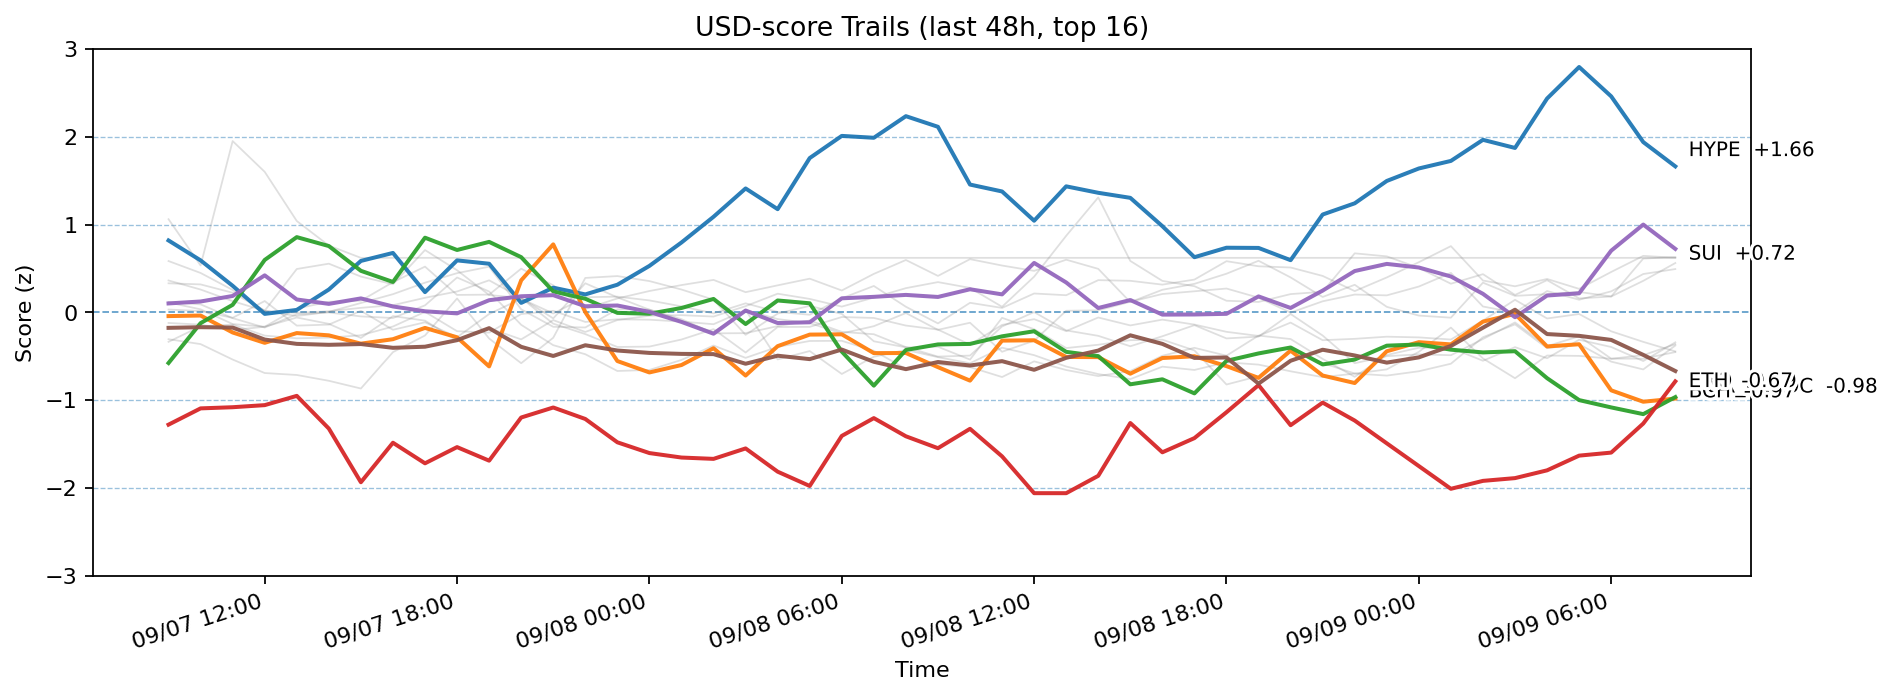 USD-score Trails (last 48h, top 16)
3
2
1
0
−1
−2
−3
Score (z)
HYPE +1.66
SUI +0.72
ETH -0.67
C -0.98
BCH -0.97
09/07 12:00
09/07 18:00
09/08 00:00
09/08 06:00
09/08 12:00
09/08 18:00
09/09 00:00
09/09 06:00
Time